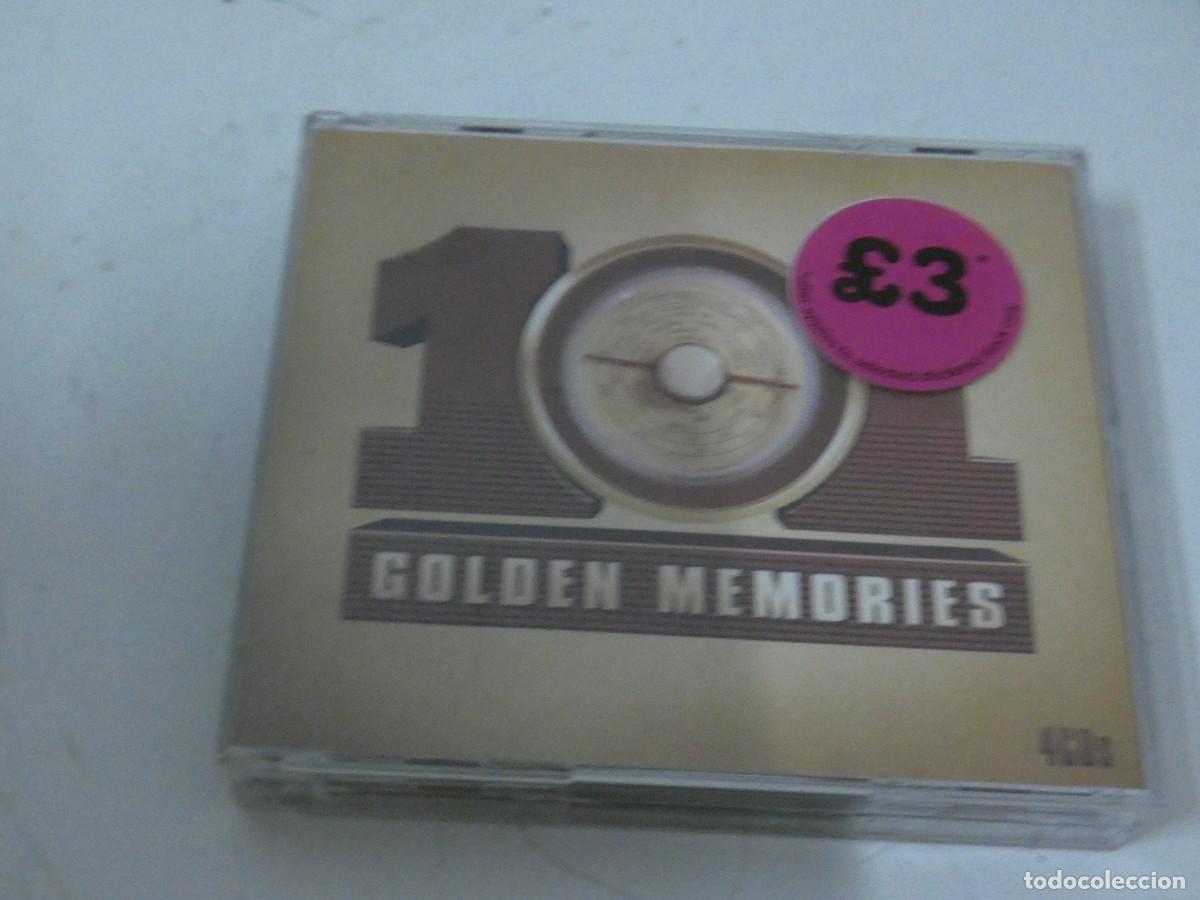 101
£3*
GOLDEN MEMORIES
4CDs
todocoleccion